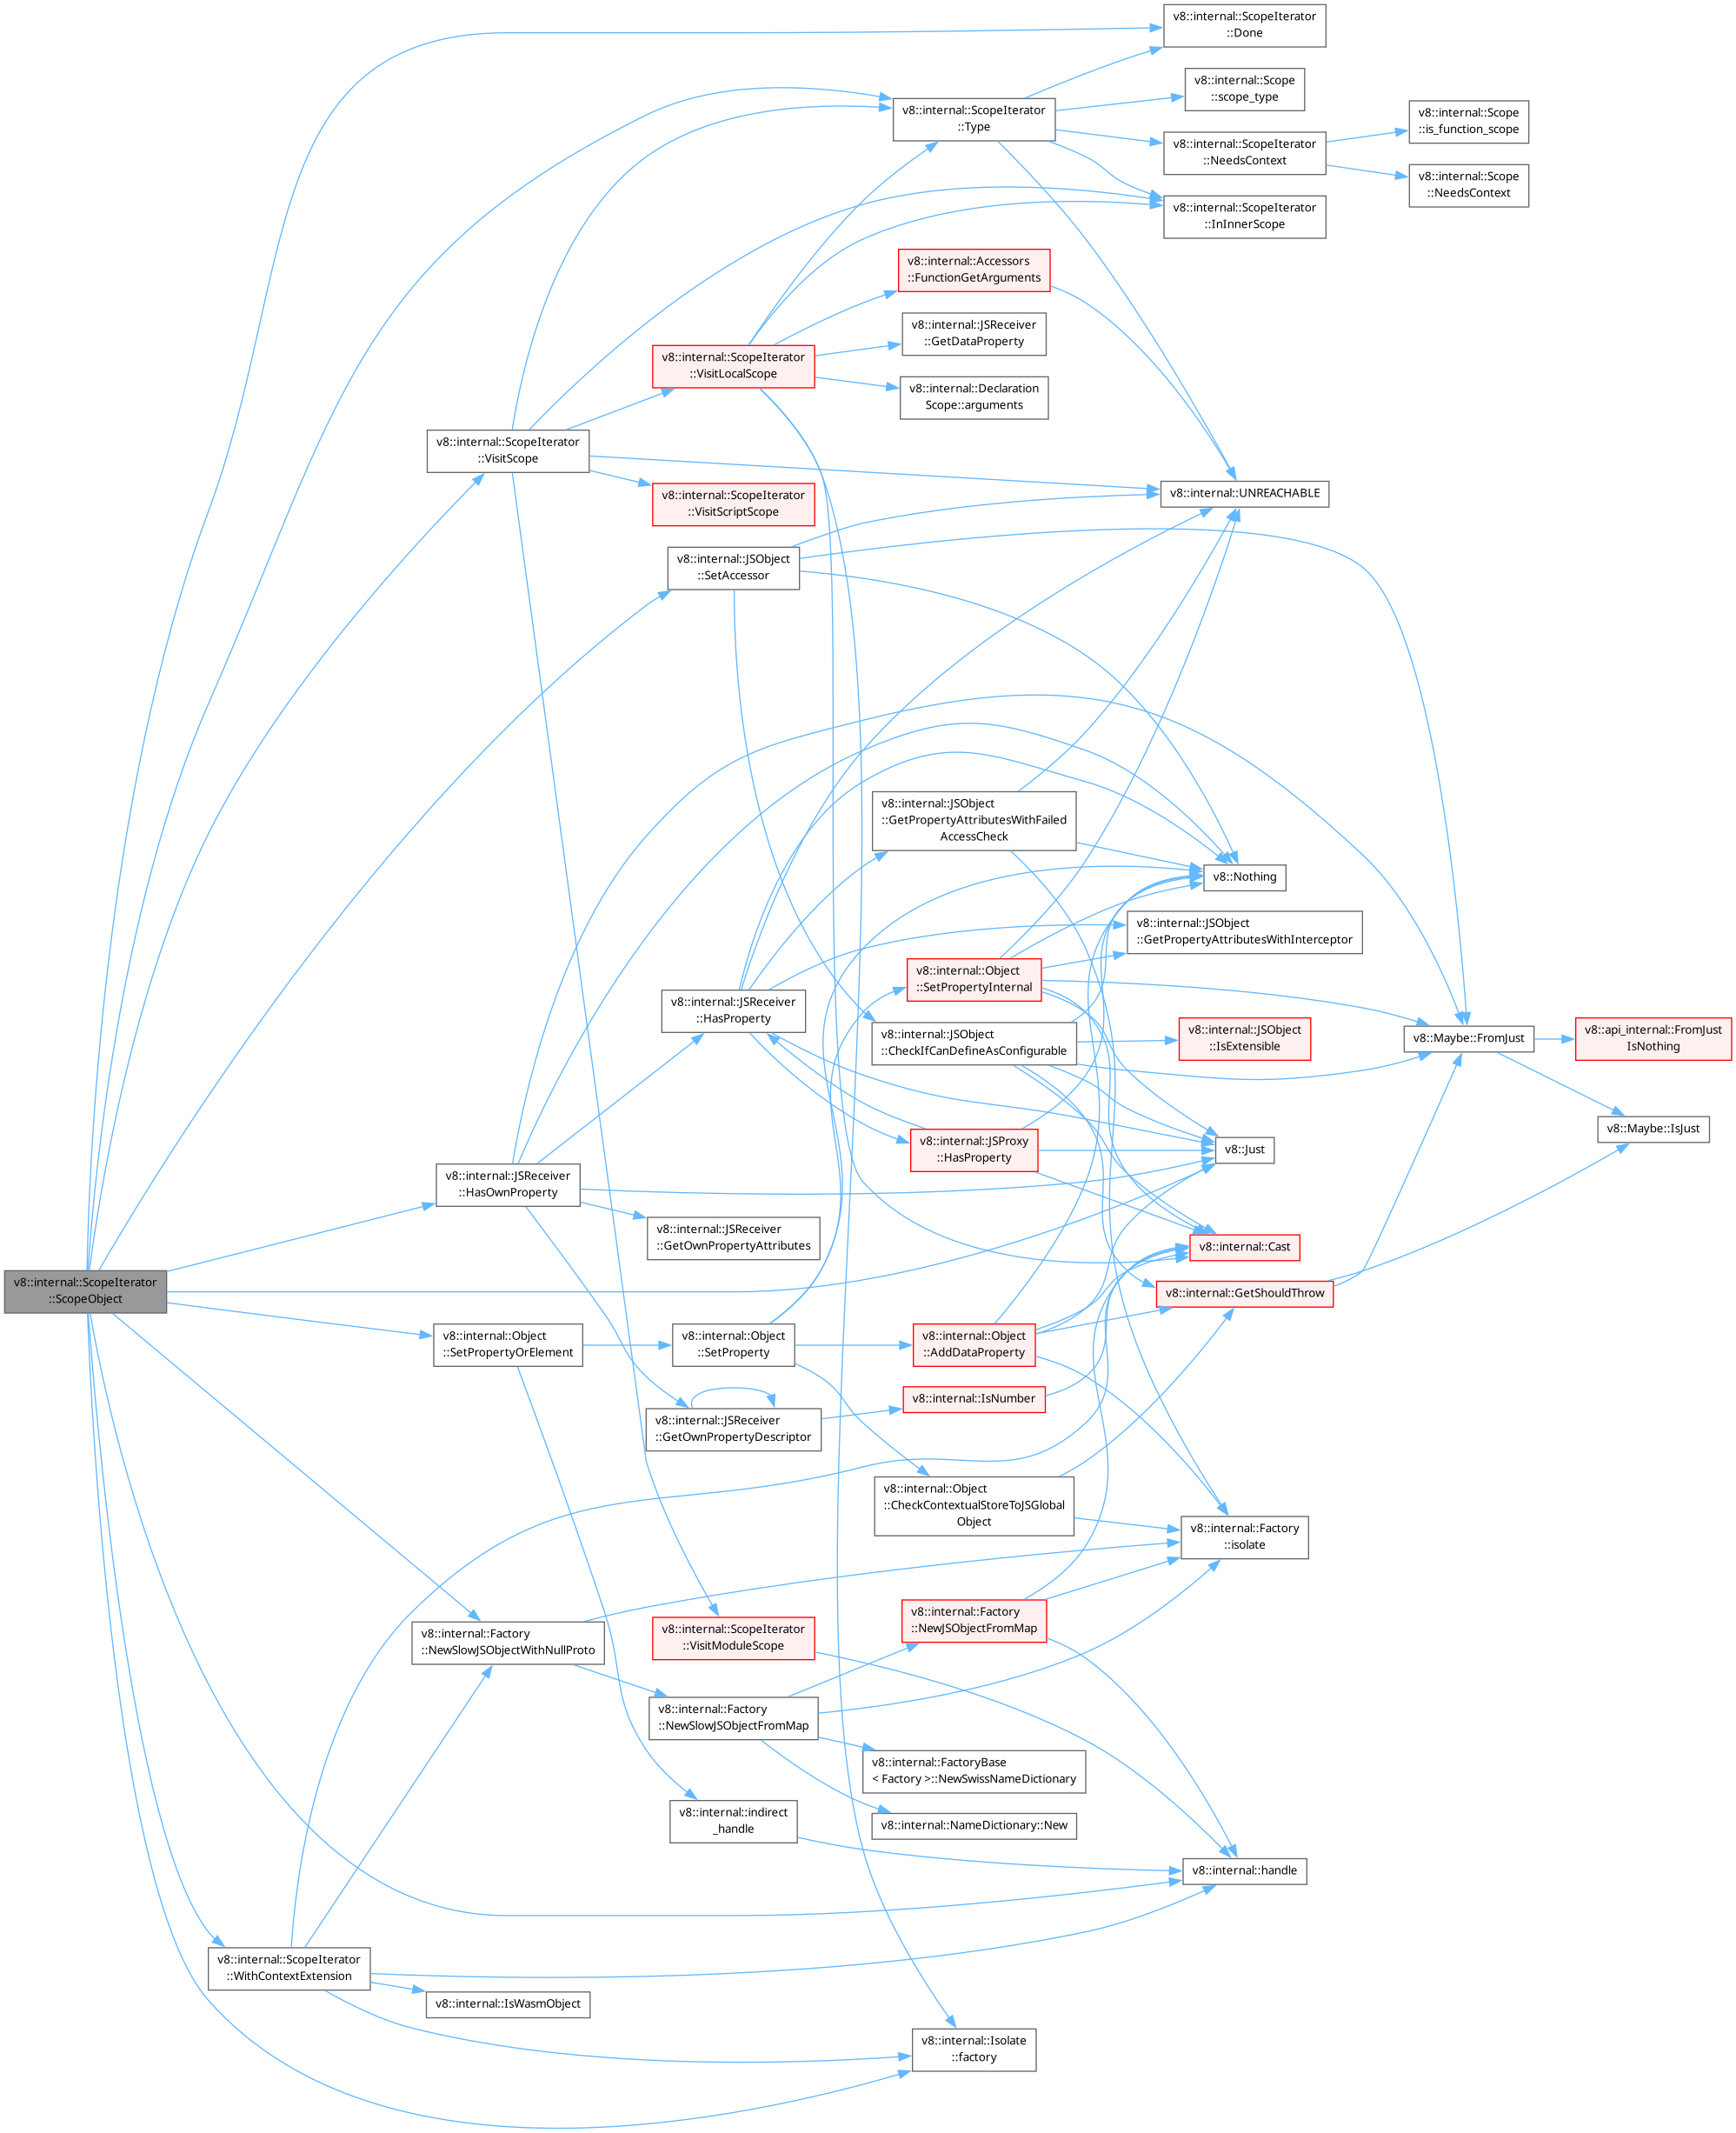 v8::internal::ScopeIterator
::Done
v8::internal::Scope
::scope_type
v8::internal::ScopeIterator
::Type
v8::internal::Scope
::is_function_scope
v8::internal::ScopeIterator
::NeedsContext
v8::internal::Scope
::NeedsContext
v8::internal::ScopeIterator
::InInnerScope
v8::internal::Accessors
::FunctionGetArguments
v8::internal::JSReceiver
::GetDataProperty
v8::internal::ScopeIterator
::VisitLocalScope
v8::internal::Declaration
Scope::arguments
v8::internal::ScopeIterator
::VisitScope
v8::internal::UNREACHABLE
v8::internal::ScopeIterator
::VisitScriptScope
v8::internal::JSObject
::SetAccessor
v8::internal::JSObject
::GetPropertyAttributesWithFailed
AccessCheck
v8::Nothing
v8::internal::JSObject
::GetPropertyAttributesWithInterceptor
v8::internal::Object
::SetPropertyInternal
v8::internal::JSReceiver
::HasProperty
v8::internal::JSObject
::CheckIfCanDefineAsConfigurable
v8::internal::JSObject
::IsExtensible
v8::Maybe::FromJust
v8::api_internal::FromJust
IsNothing
v8::Maybe::IsJust
v8::internal::JSProxy
::HasProperty
v8::Just
v8::internal::JSReceiver
::HasOwnProperty
v8::internal::JSReceiver
::GetOwnPropertyAttributes
v8::internal::Cast
v8::internal::ScopeIterator
::ScopeObject
v8::internal::GetShouldThrow
v8::internal::Object
::SetPropertyOrElement
v8::internal::Object
::SetProperty
v8::internal::Object
::AddDataProperty
v8::internal::IsNumber
v8::internal::JSReceiver
::GetOwnPropertyDescriptor
v8::internal::Object
::CheckContextualStoreToJSGlobal
Object
v8::internal::Factory
::isolate
v8::internal::Factory
::NewSlowJSObjectWithNullProto
v8::internal::ScopeIterator
::VisitModuleScope
v8::internal::Factory
::NewJSObjectFromMap
v8::internal::Factory
::NewSlowJSObjectFromMap
v8::internal::FactoryBase
< Factory >::NewSwissNameDictionary
v8::internal::indirect
_handle
v8::internal::NameDictionary::New
v8::internal::handle
v8::internal::ScopeIterator
::WithContextExtension
v8::internal::IsWasmObject
v8::internal::Isolate
::factory